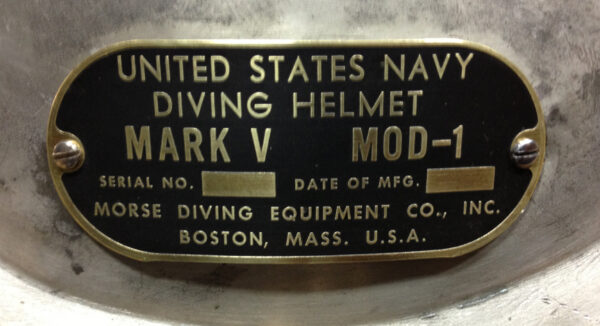 UNITED STATES NAVY
DIVING HELMET
MARK V MOD-1
SERIAL NO. DATE OF MFG.
MORSE DIVING EQUIPMENT CO., INC.
BOSTON, MASS. U.S.A.